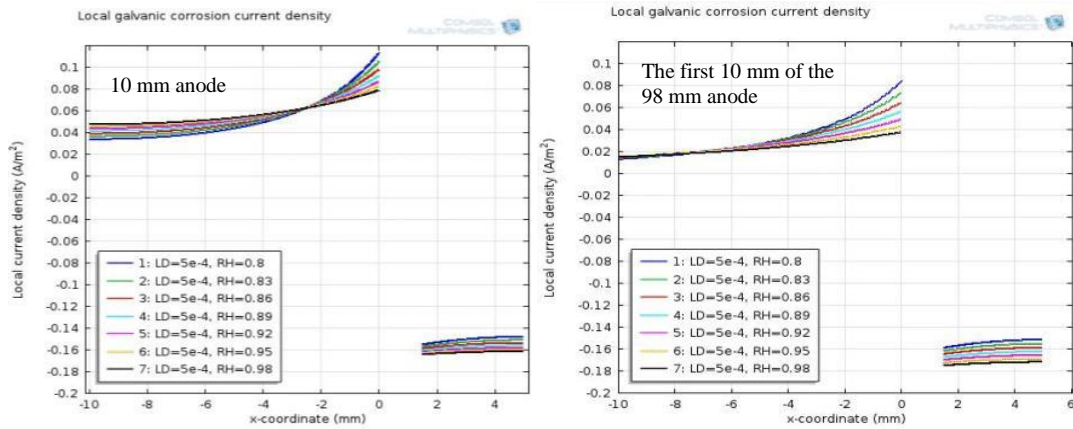 Local galvanic corrosion current density
COMSOL
MULTIPHYSICS
10 mm anode
Local current density (A/m²)
0.1
0.08
0.06
0.04
0.02
0
-0.02
-0.04
-0.06
-0.08
-0.1
-0.12
-0.14
-0.16
-0.18
-0.2
1: LD=5e-4, RH=0.8
2: LD=5e-4, RH=0.83
3: LD=5e-4, RH=0.86
4: LD=5e-4, RH=0.89
5: LD=5e-4, RH=0.92
6: LD=5e-4, RH=0.95
7: LD=5e-4, RH=0.98
-10 -8 -6 -4 -2 0 2 4
x-coordinate (mm)
Local galvanic corrosion current density
COMSOL
MULTIPHYSICS
The first 10 mm of the
98 mm anode
Local current density (A/m²)
0.1
0.08
0.06
0.04
0.02
0
-0.02
-0.04
-0.06
-0.08
-0.1
-0.12
-0.14
-0.16
-0.18
-0.2
1: LD=5e-4, RH=0.8
2: LD=5e-4, RH=0.83
3: LD=5e-4, RH=0.86
4: LD=5e-4, RH=0.89
5: LD=5e-4, RH=0.92
6: LD=5e-4, RH=0.95
7: LD=5e-4, RH=0.98
-10 -8 -6 -4 -2 0 2 4 6
x-coordinate (mm)